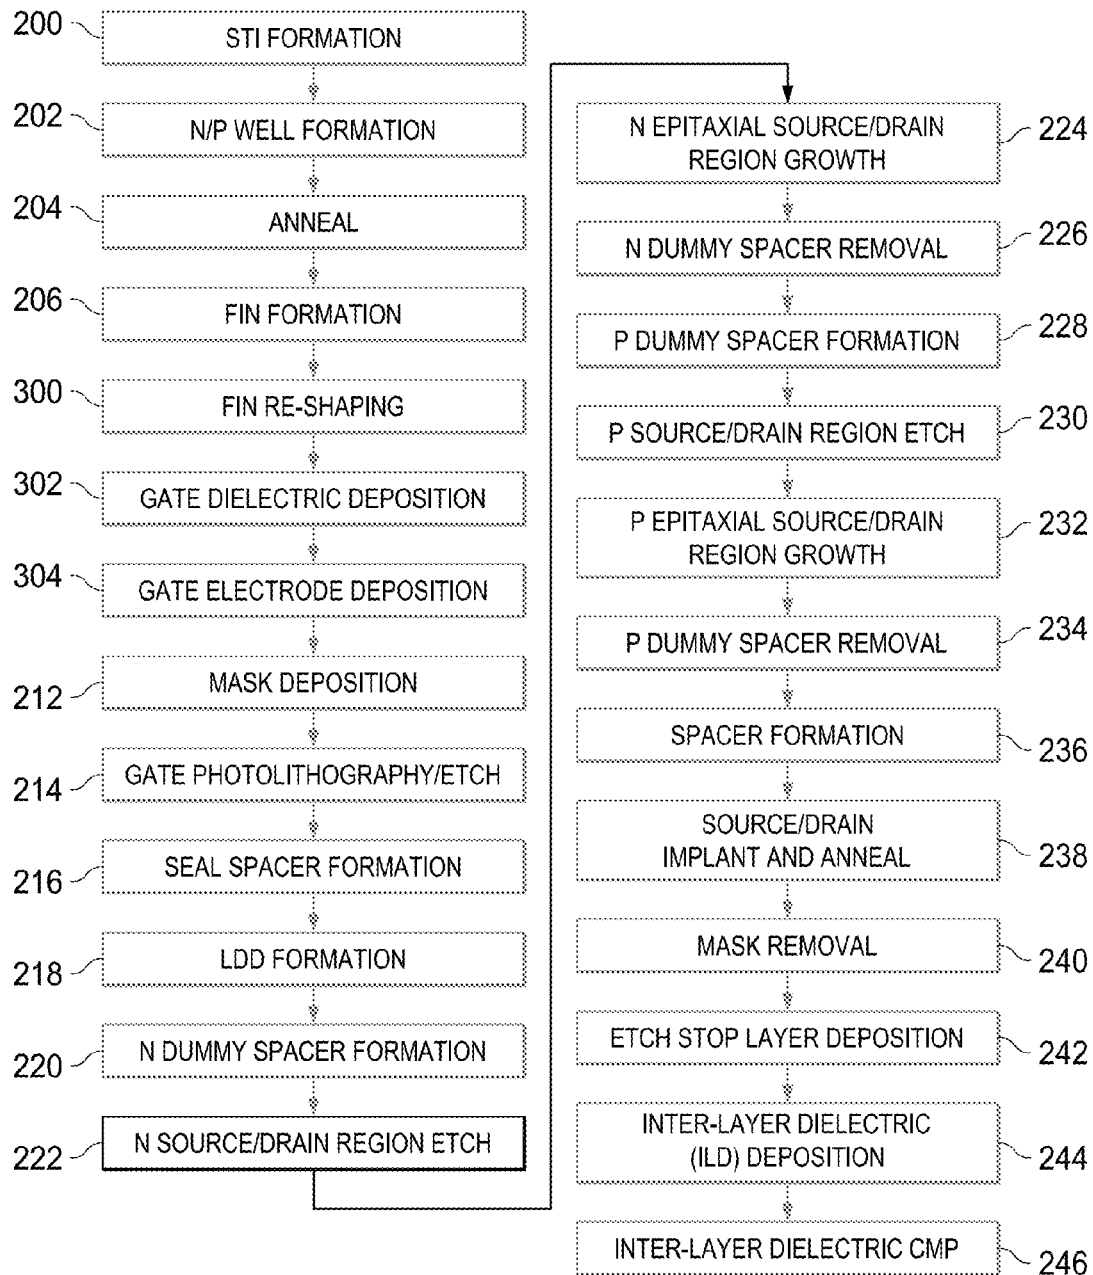 200
STI FORMATION
202
N/P WELL FORMATION
204
ANNEAL
206
FIN FORMATION
300
FIN RE-SHAPING
302
GATE DIELECTRIC DEPOSITION
304
GATE ELECTRODE DEPOSITION
212
MASK DEPOSITION
214
GATE PHOTOLITHOGRAPHY/ETCH
216
SEAL SPACER FORMATION
218
LDD FORMATION
220
N DUMMY SPACER FORMATION
222
N SOURCE/DRAIN REGION ETCH
N EPITAXIAL SOURCE/DRAIN
REGION GROWTH
224
N DUMMY SPACER REMOVAL
226
P DUMMY SPACER FORMATION
228
P SOURCE/DRAIN REGION ETCH
230
P EPITAXIAL SOURCE/DRAIN
REGION GROWTH
232
P DUMMY SPACER REMOVAL
234
SPACER FORMATION
236
SOURCE/DRAIN
IMPLANT AND ANNEAL
238
MASK REMOVAL
240
ETCH STOP LAYER DEPOSITION
242
INTER-LAYER DIELECTRIC
(ILD) DEPOSITION
244
INTER-LAYER DIELECTRIC CMP
246